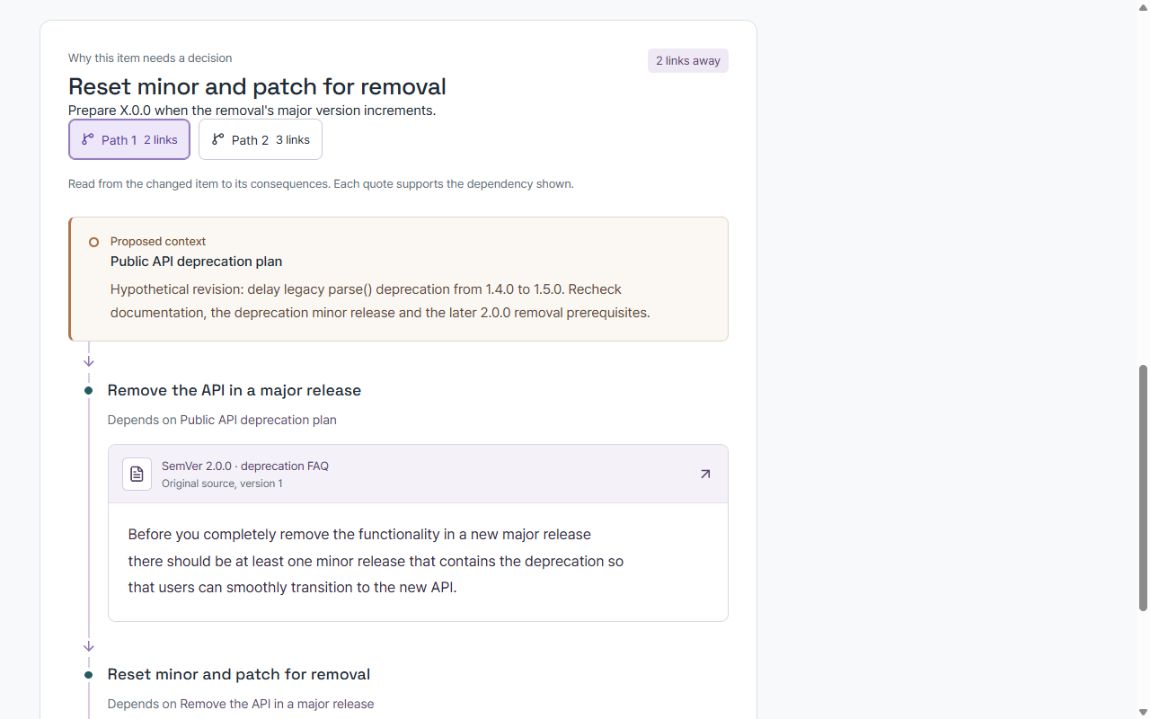 Why this item needs a decision
2 links away
Reset minor and patch for removal
Prepare X.0.0 when the removal's major version increments.
Path 1 2 links
Path 2 3 links
Read from the changed item to its consequences. Each quote supports the dependency shown.
Proposed context
Public API deprecation plan
Hypothetical revision: delay legacy parse() deprecation from 1.4.0 to 1.5.0. Recheck
documentation, the deprecation minor release and the later 2.0.0 removal prerequisites.
Remove the API in a major release
Depends on Public API deprecation plan
SemVer 2.0.0 · deprecation FAQ
Original source, version 1
Before you completely remove the functionality in a new major release
there should be at least one minor release that contains the deprecation so
that users can smoothly transition to the new API.
Reset minor and patch for removal
Depends on Remove the API in a major release